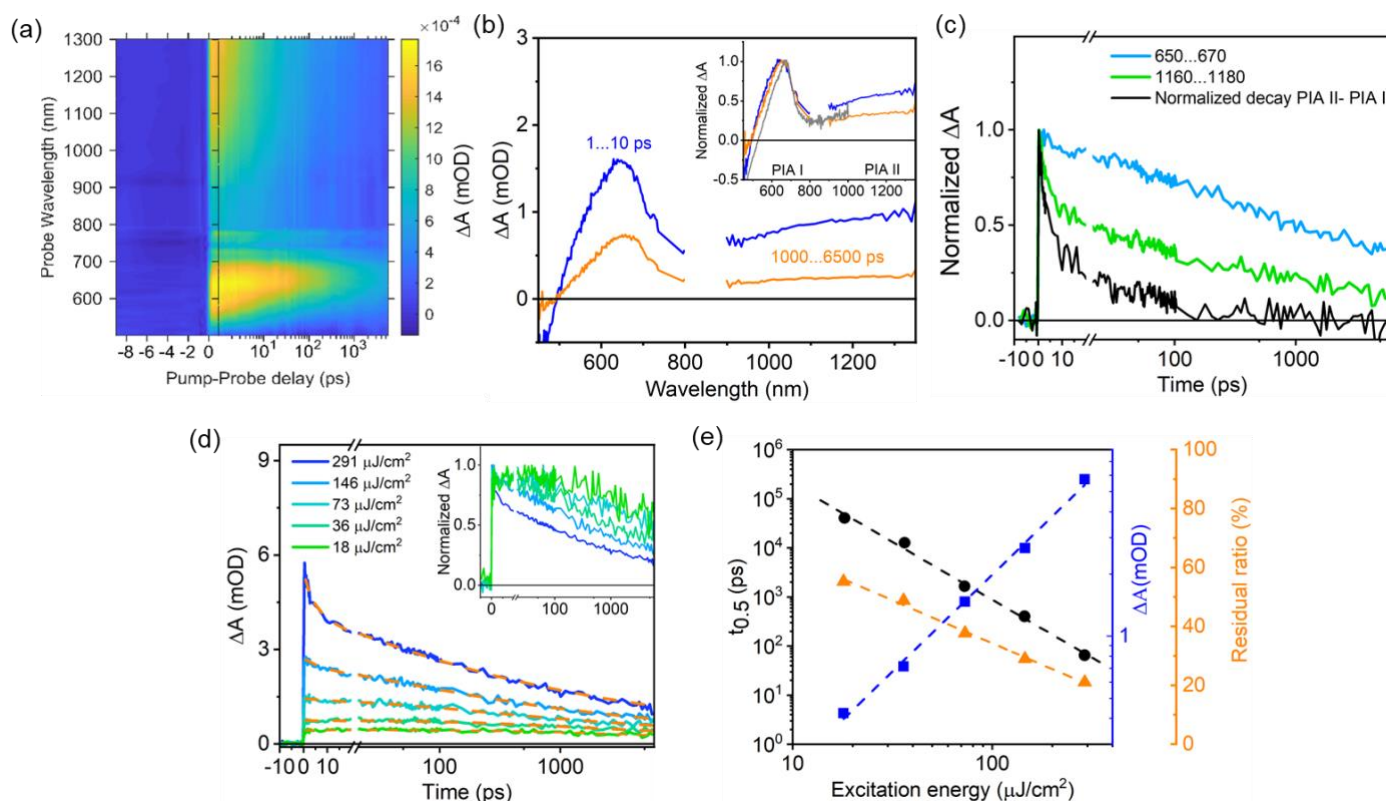 (a)
×10⁻⁴
1300
1200
1100
1000
900
800
700
600
Probe Wavelength (nm)
-8 -6 -4 -2 0 10¹ 10² 10³
Pump-Probe delay (ps)
16
14
12
10
8
6
4
2
0
ΔA (mOD)
(b)
3
2
1
0
ΔA (mOD)
1...10 ps
1000...6500 ps
600 800 1000 1200
Wavelength (nm)
1.0
0.5
0.0
-0.5
Normalized ΔA
PIA I PIA II
600 800 1000 1200
(c)
650...670
1160...1180
Normalized decay PIA II- PIA I
1.0
0.5
0.0
Normalized ΔA
-10 0 10 100 1000
Time (ps)
(d)
9
6
3
0
ΔA (mOD)
291 μJ/cm²
146 μJ/cm²
73 μJ/cm²
36 μJ/cm²
18 μJ/cm²
1.0
0.5
0.0
Normalized ΔA
0 100 1000
-10 0 10 100 1000
Time (ps)
(e)
10⁶
10⁵
10⁴
10³
10²
10¹
10⁰
t0.5 (ps)
10 100
Excitation energy (μJ/cm²)
1
ΔA(mOD)
100
80
60
40
20
0
Residual ratio (%)